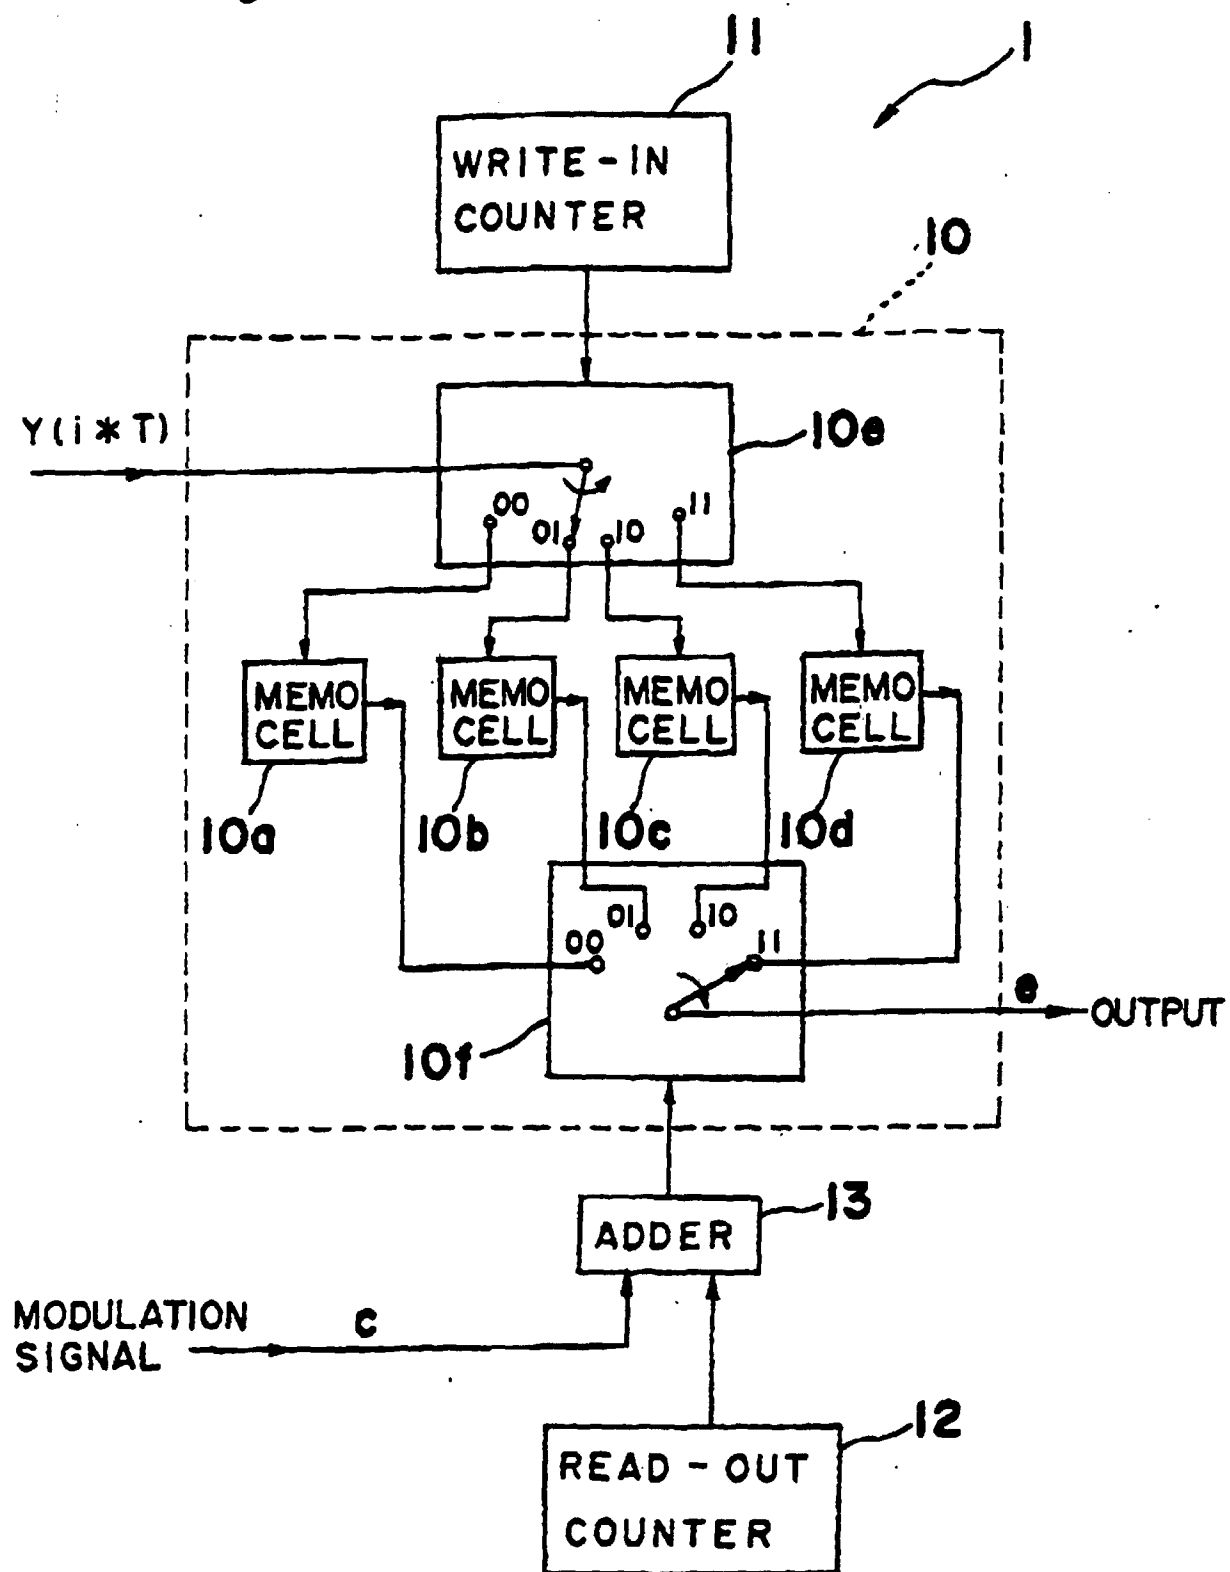 11
1
WRITE-IN
COUNTER
10
Y(i*T)
10e
00
01
10
11
MEMO
CELL
MEMO
CELL
MEMO
CELL
MEMO
CELL
10a
10b
10c
10d
01
10
00
11
e
OUTPUT
10f
13
ADDER
MODULATION
SIGNAL
c
12
READ-OUT
COUNTER